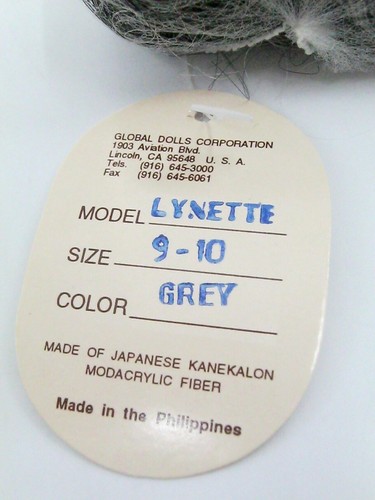 GLOBAL DOLLS CORPORATION
1903 Aviation Blvd.
Lincoln, CA 95648 U. S. A.
Tels. (916) 645-3000
Fax (916) 645-6061
MODEL LYNETTE
SIZE 9-10
COLOR GREY
MADE OF JAPANESE KANEKALON
MODACRYLIC FIBER
Made in the Philippines